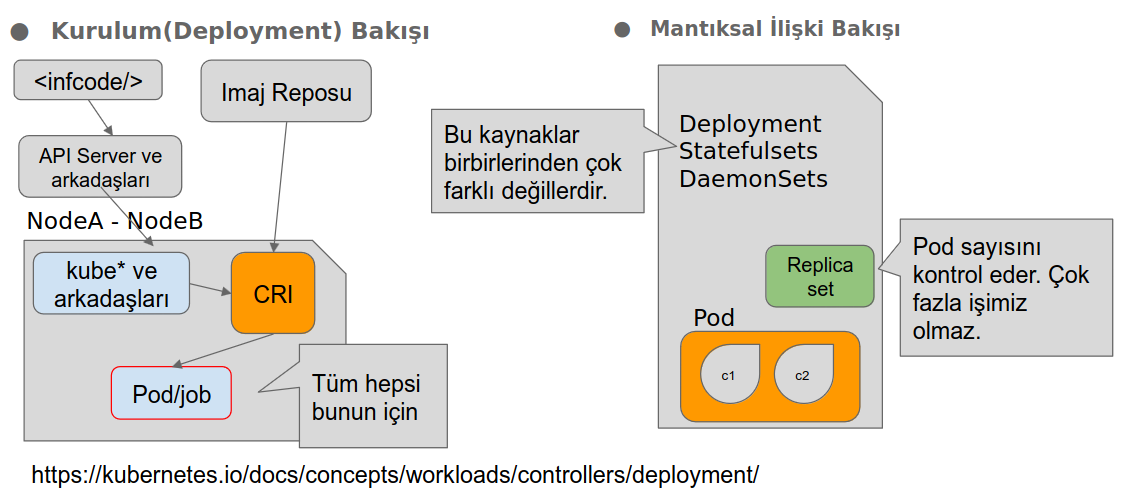 ● Kurulum(Deployment) Bakışı
<infcode/>
Imaj Reposu
API Server ve
arkadaşları
NodeA - NodeB
kube* ve
arkadaşları
CRI
Pod/job
Tüm hepsi
bunun için
● Mantıksal İlişki Bakışı
Bu kaynaklar
birbirlerinden çok
farklı değillerdir.
Deployment
Statefulsets
DaemonSets
Replica
set
Pod sayısını
kontrol eder. Çok
fazla işimiz
olmaz.
Pod
c1
c2
https://kubernetes.io/docs/concepts/workloads/controllers/deployment/